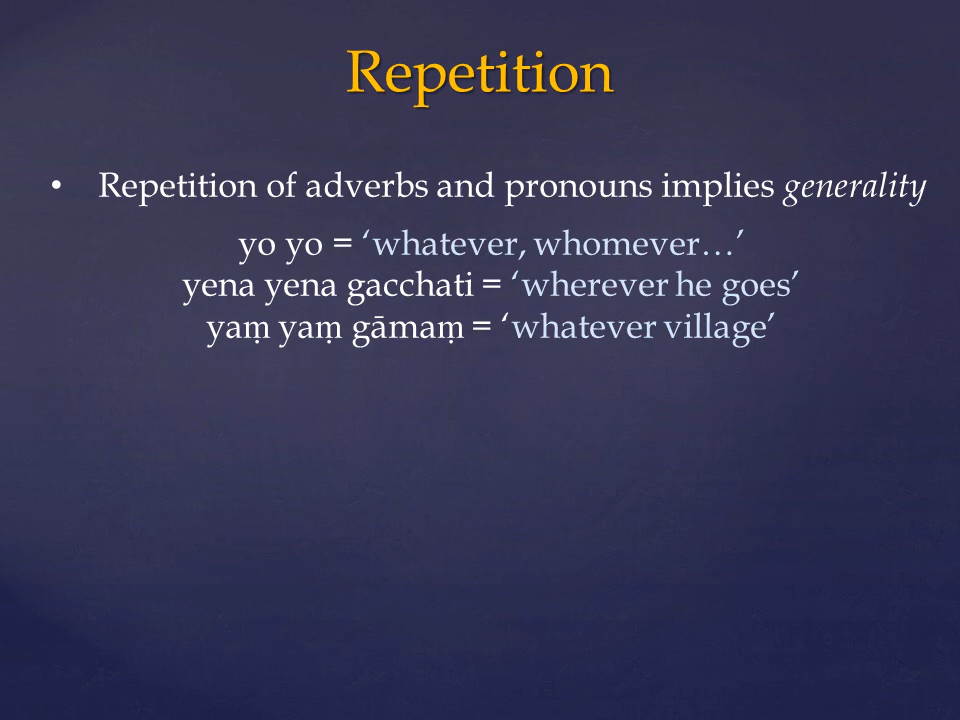 Repetition
• Repetition of adverbs and pronouns implies generality
yo yo = ‘whatever, whomever…’
yena yena gacchati = ‘wherever he goes’
yaṃ yaṃ gāmaṃ = ‘whatever village’